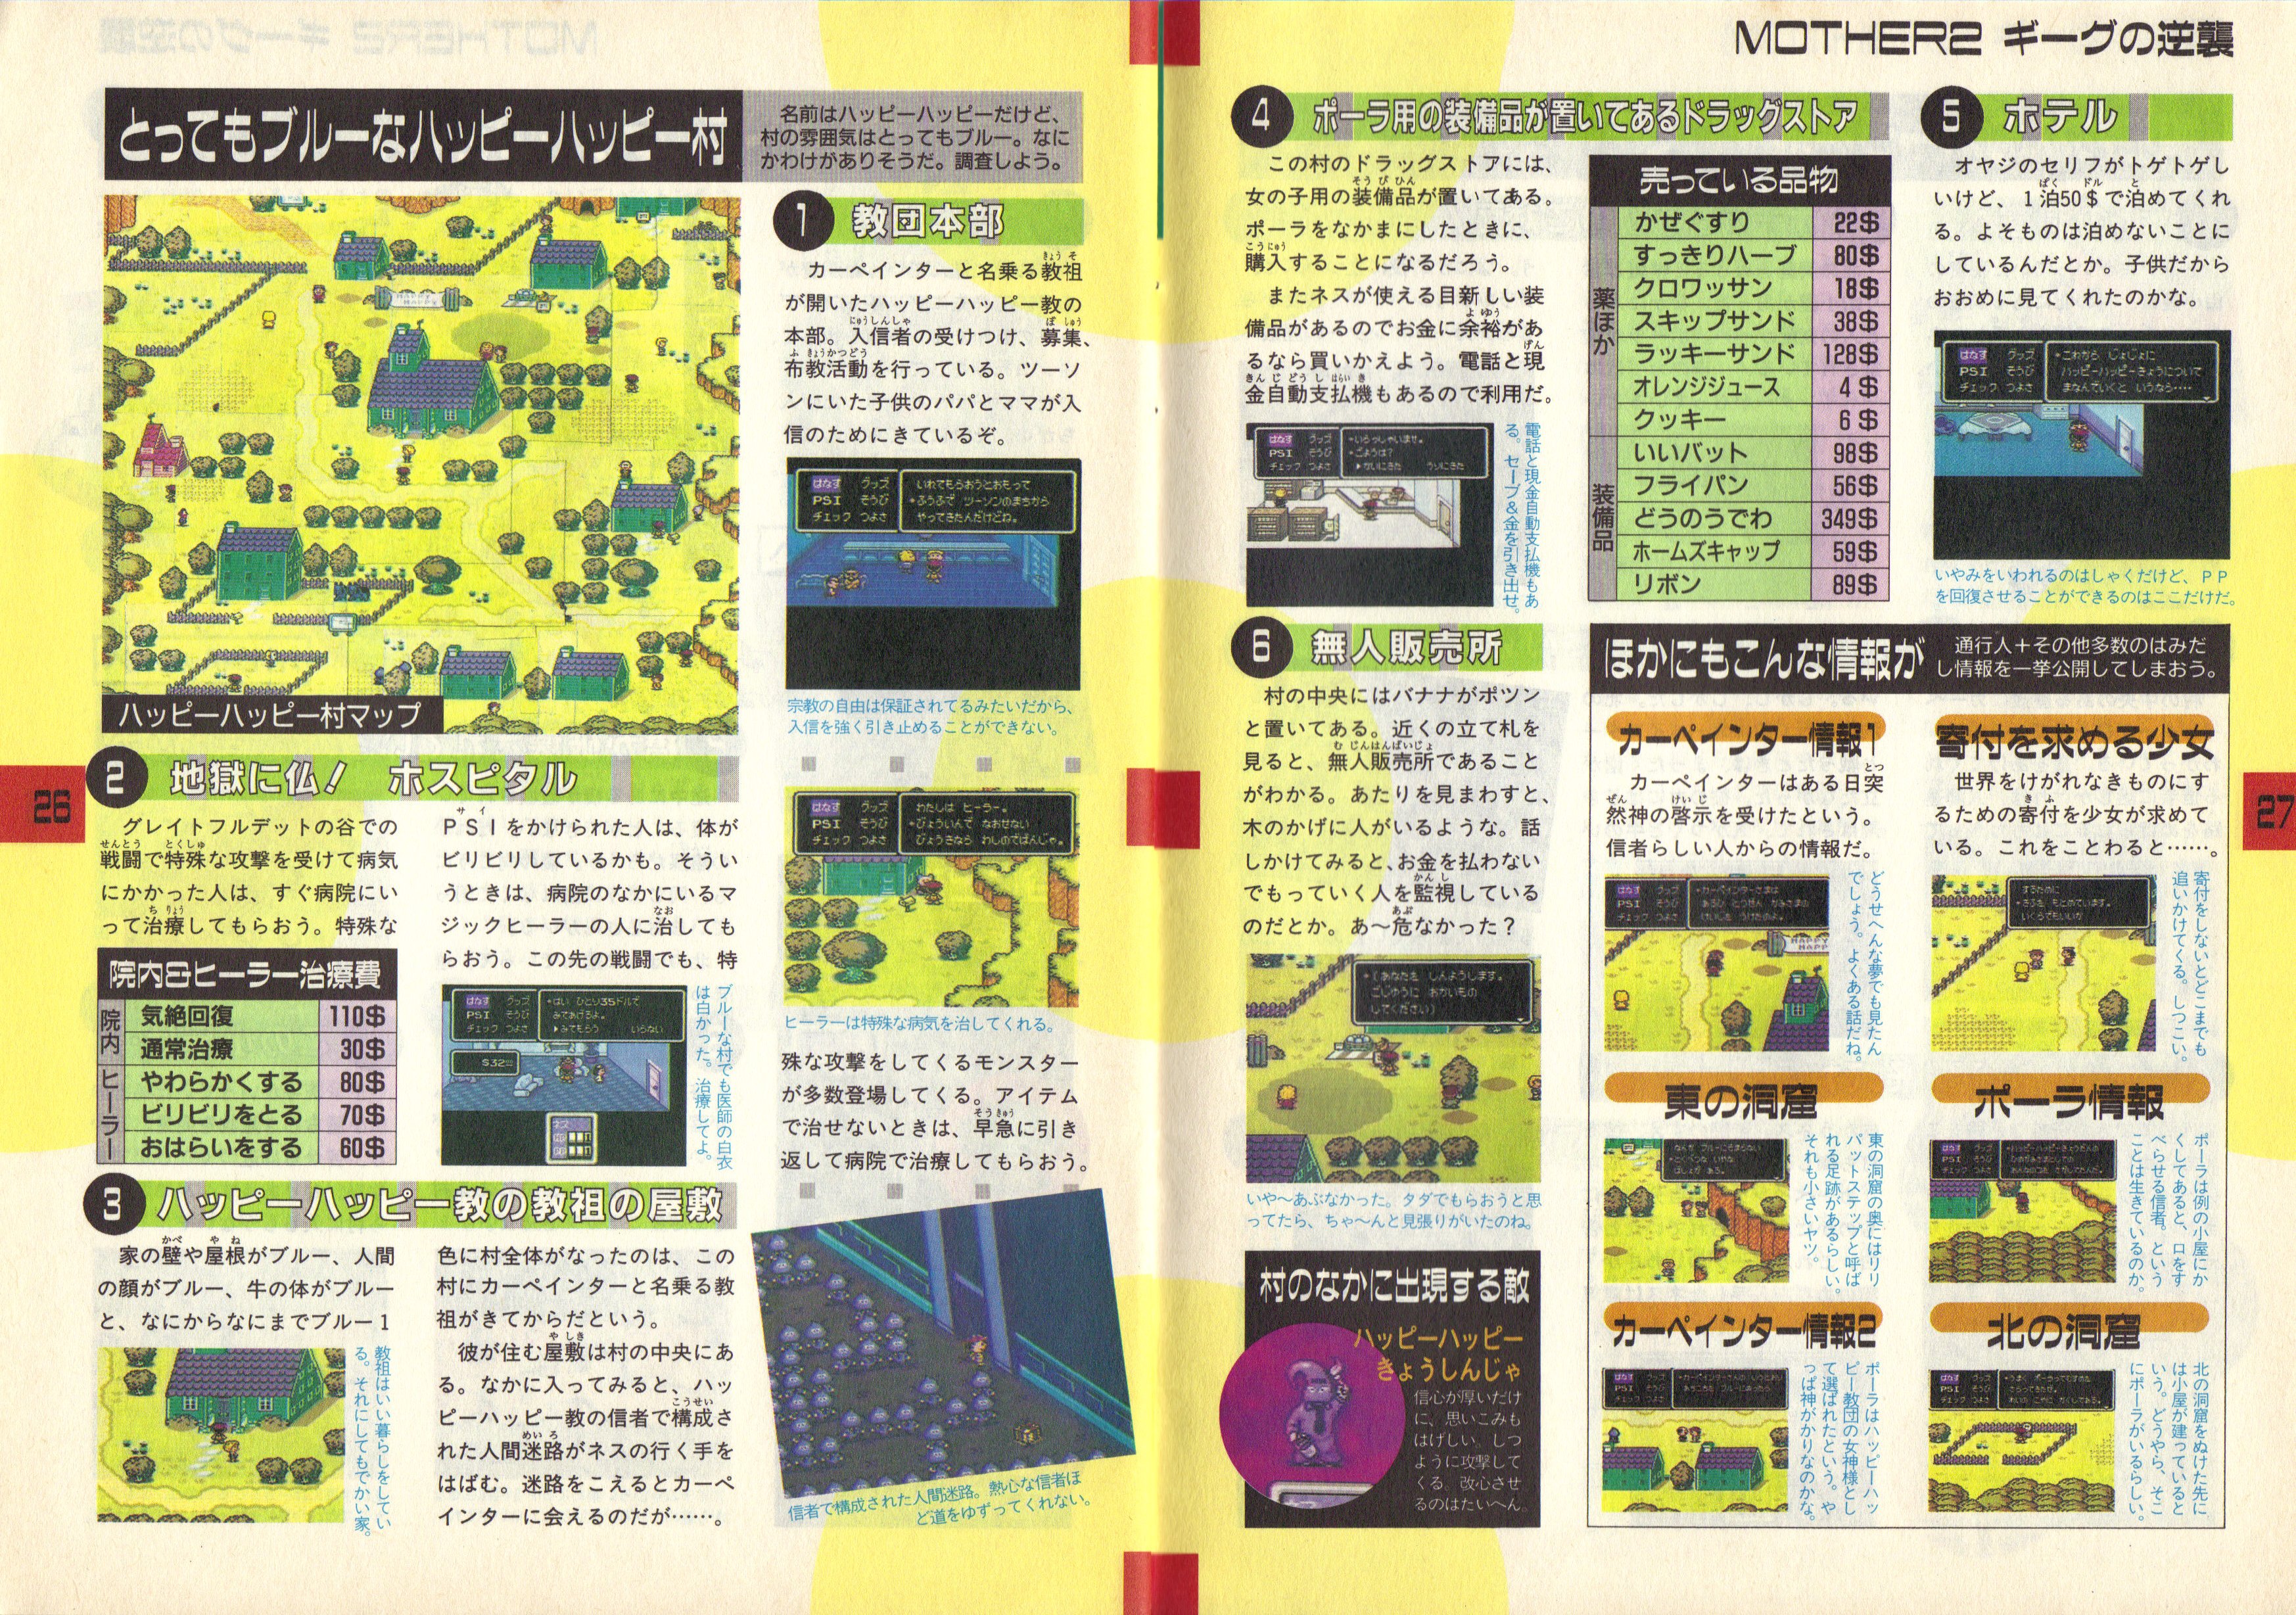 MOTHER2 ギーグの逆襲
とってもブルーなハッピーハッピー村
名前はハッピーハッピーだけど、
村の雰囲気はとってもブルー。なに
かわけがありそうだ。調査しよう。
ハッピーハッピー村マップ
1 教団本部
カーペインターと名乗る教祖
が開いたハッピーハッピー教の
本部。入信者の受けつけ、募集、
布教活動を行っている。ツーソ
ンにいた子供のパパとママが入
信のためにきているぞ。
はなす グッズ
PSI そうび
チェック つよさ
いれてもらおうとおもって
•ふうふで ツーソンのまちから
やってきたんだけどね。
宗教の自由は保証されてるみたいだから、
入信を強く引き止めることができない。
2 地獄に仏! ホスピタル
グレイトフルデットの谷での
戦闘で特殊な攻撃を受けて病気
にかかった人は、すぐ病院にい
って治療してもらおう。特殊な
PSIをかけられた人は、体が
ビリビリしているかも。そうい
うときは、病院のなかにいるマ
ジックヒーラーの人に治しても
らおう。この先の戦闘でも、特
院内&ヒーラー治療費
院内
気絶回復 110$
通常治療 30$
ヒーラー
やわらかくする 80$
ビリビリをとる 70$
おはらいをする 60$
はなす グッズ
PSI そうび
チェック つよさ
•はい ひとり35ドルで
みてあげるよ。
▶みてもらう いらない
ネス
ブルーな村でも医師の白衣
は白かった。治療してよ。
はなす グッズ
PSI そうび
チェック つよさ
わたしは ヒーラー。
•びょういんで なおせない
びょうきなら わしのでばんじゃ。
ヒーラーは特殊な病気を治してくれる。
殊な攻撃をしてくるモンスター
が多数登場してくる。アイテム
で治せないときは、早急に引き
返して病院で治療してもらおう。
3 ハッピーハッピー教の教祖の屋敷
家の壁や屋根がブルー、人間
の顔がブルー、牛の体がブルー
と、なにからなにまでブルー1
色に村全体がなったのは、この
村にカーペインターと名乗る教
祖がきてからだという。
彼が住む屋敷は村の中央にあ
る。なかに入ってみると、ハッ
ピーハッピー教の信者で構成さ
れた人間迷路がネスの行く手を
はばむ。迷路をこえるとカーペ
インターに会えるのだが……。
教祖はいい暮らしをしてい
る。それにしてもでかい家。
信者で構成された人間迷路。熱心な信者ほ
ど道をゆずってくれない。
26
4 ポーラ用の装備品が置いてあるドラッグストア
この村のドラッグストアには、
女の子用の装備品が置いてある。
ポーラをなかまにしたときに、
購入することになるだろう。
またネスが使える目新しい装
備品があるのでお金に余裕があ
るなら買いかえよう。電話と現
金自動支払機もあるので利用だ。
はなす グッズ
PSI そうび
チェック つよさ
•いらっしゃいませ。
•ごようは?
▶かいにきた うりにきた
電話と現金自動支払機もあ
る。セーブ&金を引き出せ。
売っている品物
薬ほか
かぜぐすり 22$
すっきりハーブ 80$
クロワッサン 18$
スキップサンド 38$
ラッキーサンド 128$
オレンジジュース 4$
クッキー 6$
装備品
いいバット 98$
フライパン 56$
どうのうでわ 349$
ホームズキャップ 59$
リボン 89$
5 ホテル
オヤジのセリフがトゲトゲし
いけど、1泊50$で泊めてくれ
る。よそものは泊めないことに
しているんだとか。子供だから
おおめに見てくれたのかな。
はなす グッズ
PSI そうび
チェック つよさ
•これから じょじょに
ハッピーハッピーきょうについて
まなんでいくと いうなら‥‥
いやみをいわれるのはしゃくだけど、PP
を回復させることができるのはここだけだ。
6 無人販売所
村の中央にはバナナがポツン
と置いてある。近くの立て札を
見ると、無人販売所であること
がわかる。あたりを見まわすと、
木のかげに人がいるような。話
しかけてみると、お金を払わない
でもっていく人を監視している
のだとか。あ〜危なかった?
•(あなたを しんようします。
ごじゆうに おかいもの
してください)
いや〜あぶなかった。タダでもらおうと思
ってたら、ちゃ〜んと見張りがいたのね。
村のなかに出現する敵
ハッピーハッピー
きょうしんじゃ
信心が厚いだけ
に、思いこみも
はげしい。しつ
ように攻撃して
くる。改心させ
るのはたいへん。
ほかにもこんな情報が
通行人+その他多数のはみだ
し情報を一挙公開してしまおう。
カーペインター情報1
カーペインターはある日突
然神の啓示を受けたという。
信者らしい人からの情報だ。
はなす グッズ
PSI そうび
チェック つよさ
•カーペインターさまは
あるひ とつぜん かみさまの
けいじを うけたのよ。
どうせへんな夢でも見たん
でしょう。よくある話だね。
寄付を求める少女
世界をけがれなきものにす
るための寄付を少女が求めて
いる。これをことわると……。
するために
•きふを もとめています。
いくらでもいいか
寄付をしないとどこまでも
追いかけてくる。しつこい。
東の洞窟
東の洞窟の奥にはリリ
パットステップと呼ば
れる足跡があるらしい。
それも小さいヤツ。
ポーラ情報
ポーラは例の小屋にか
くしてあると、口をす
べらせる信者。という
ことは生きているのか。
カーペインター情報2
ポーラはハッピーハッ
ピー教団の女神様とし
て選ばれたという。や
っぱ神がかりなのかな。
北の洞窟
北の洞窟をぬけた先に
は小屋が建っていると
いう。どうやら、そこ
にポーラがいるらしい。
27